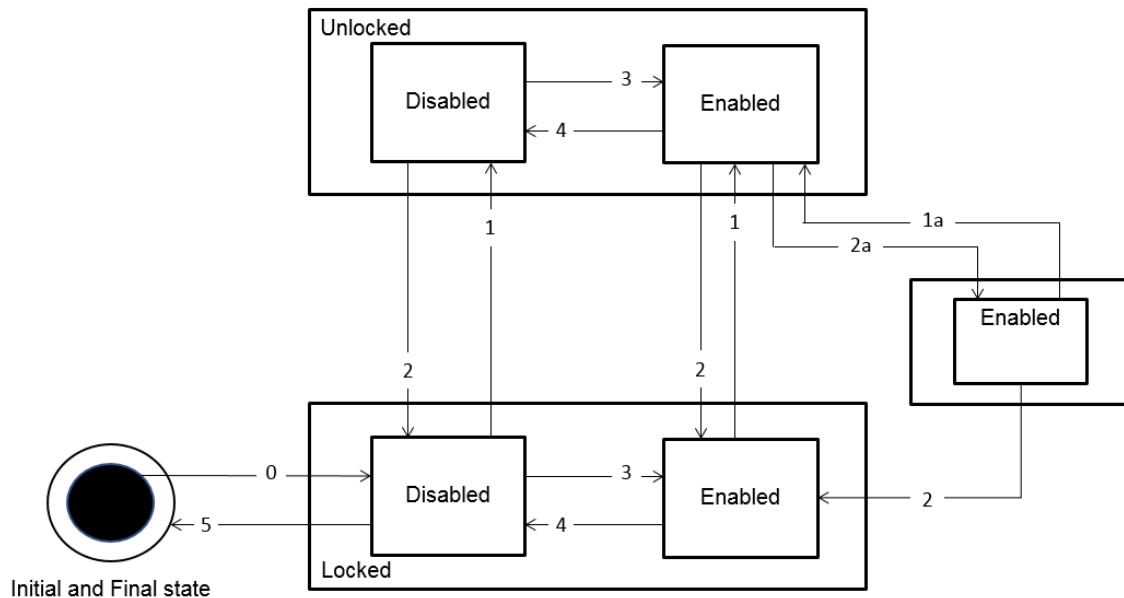 Unlocked
Disabled
3
Enabled
4
1
1
1a
2a
Enabled
2
2
0
Disabled
3
Enabled
2
5
4
Locked
Initial and Final state